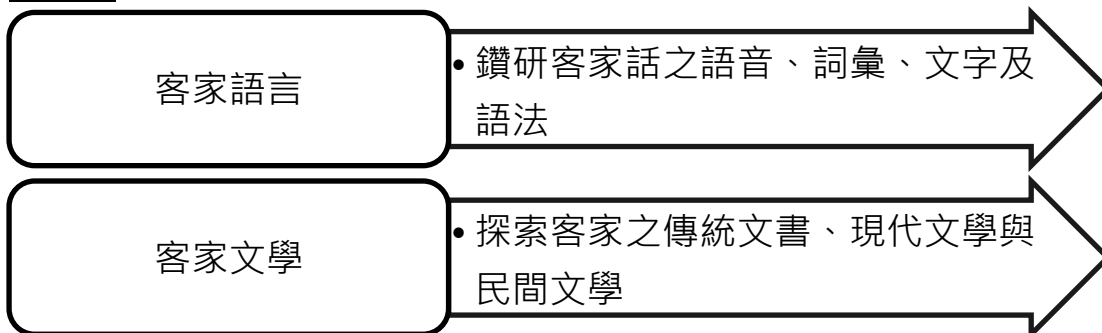 客家語言
• 鑽研客家話之語音、詞彙、文字及
語法
客家文學
• 探索客家之傳統文書、現代文學與
民間文學